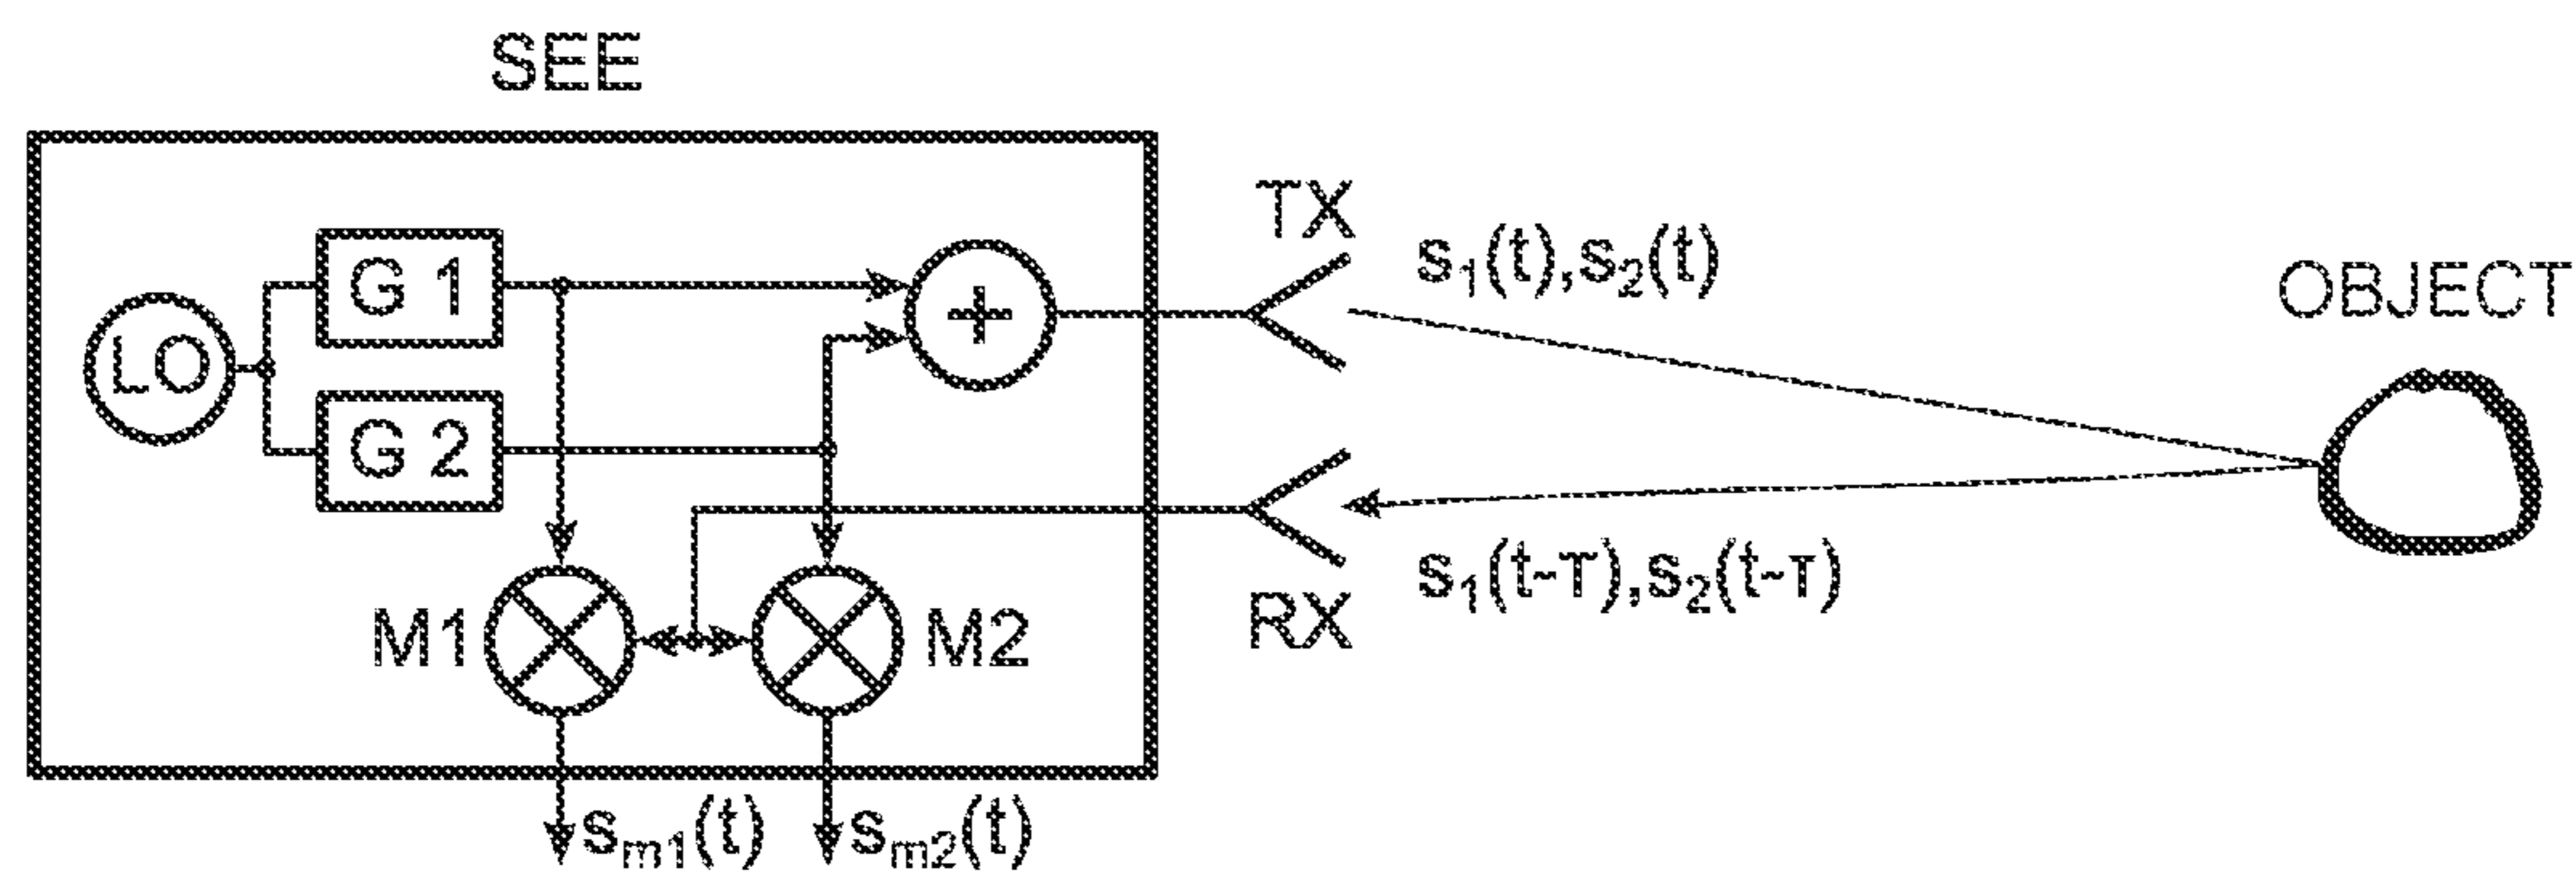 SEE
TX
s₁(t),s₂(t)
OBJECT
G 1
+
LO
G 2
s₁(t-τ),s₂(t-τ)
M1
M2
RX
sₘ₁(t)
sₘ₂(t)